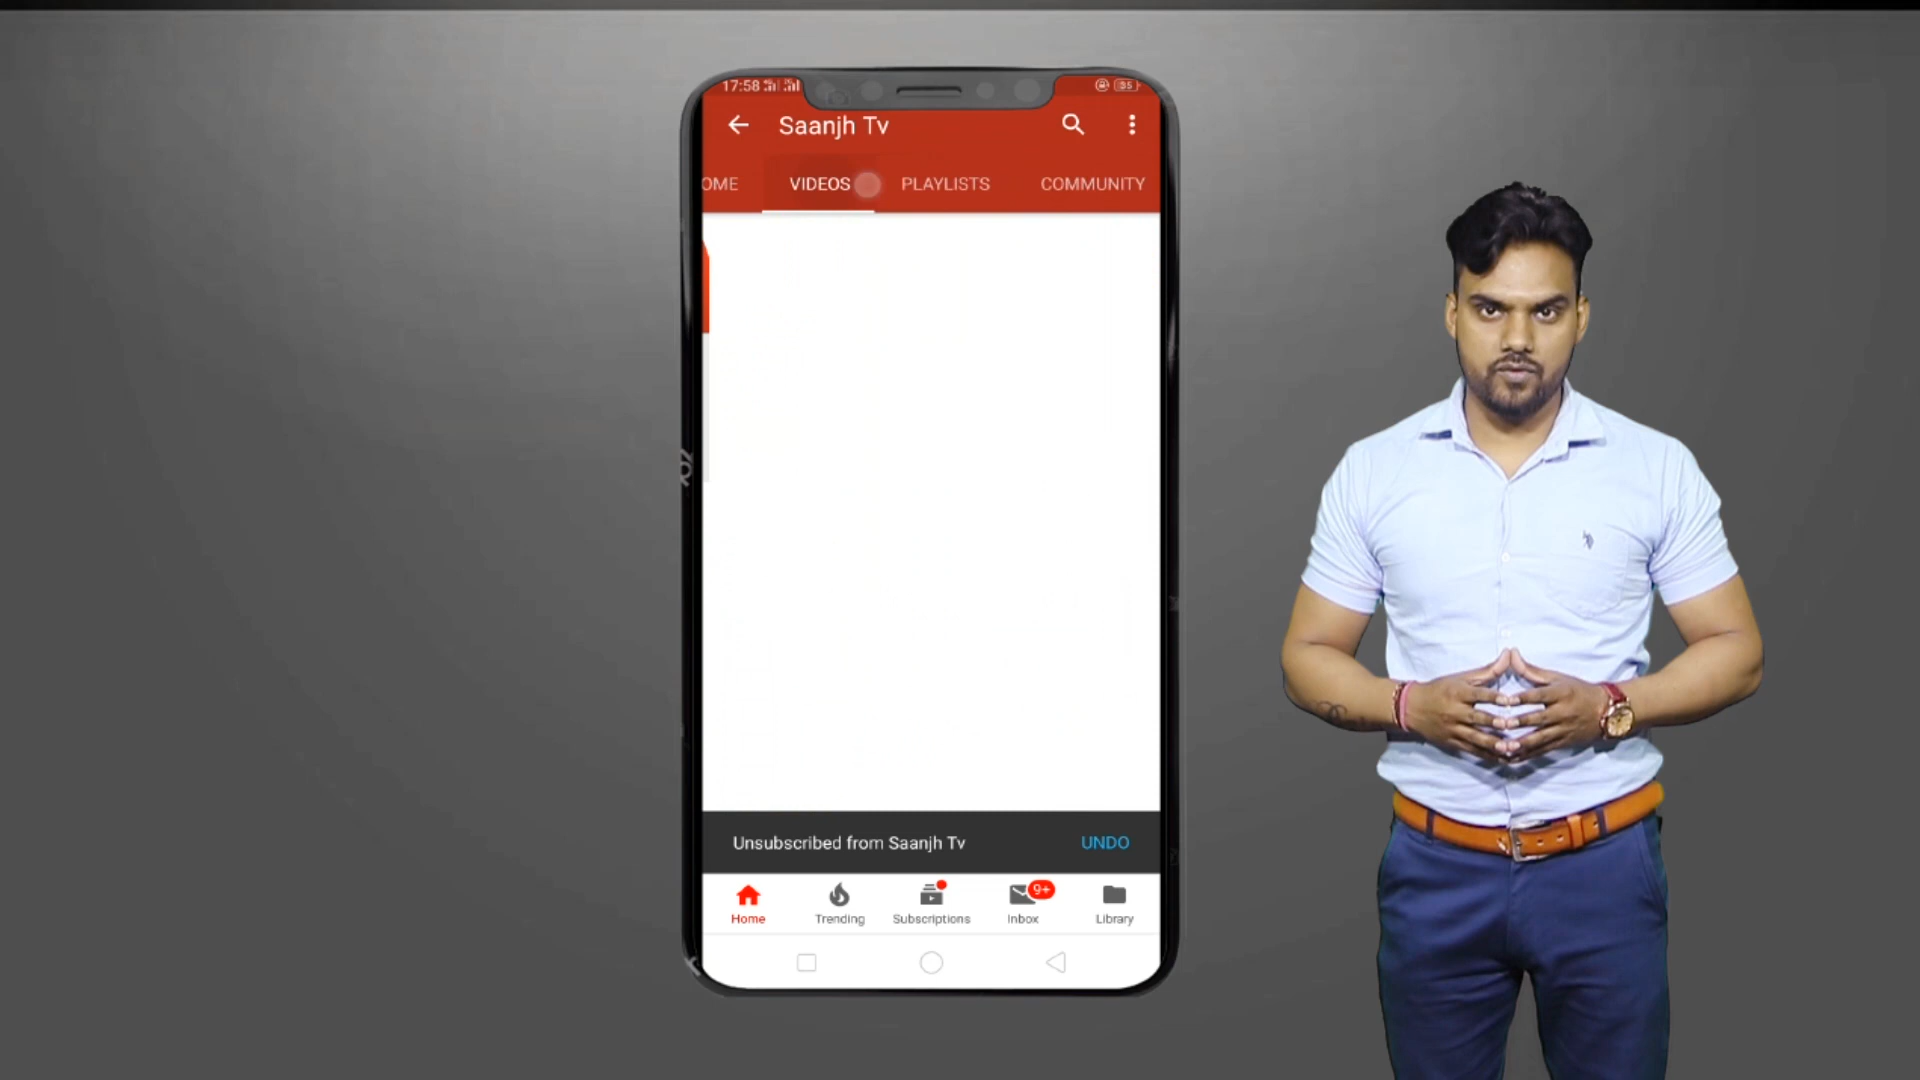 17:58
35
Saanjh Tv
OME VIDEOS PLAYLISTS COMMUNITY
Unsubscribed from Saanjh Tv UNDO
9+
Home Trending Subscriptions Inbox Library